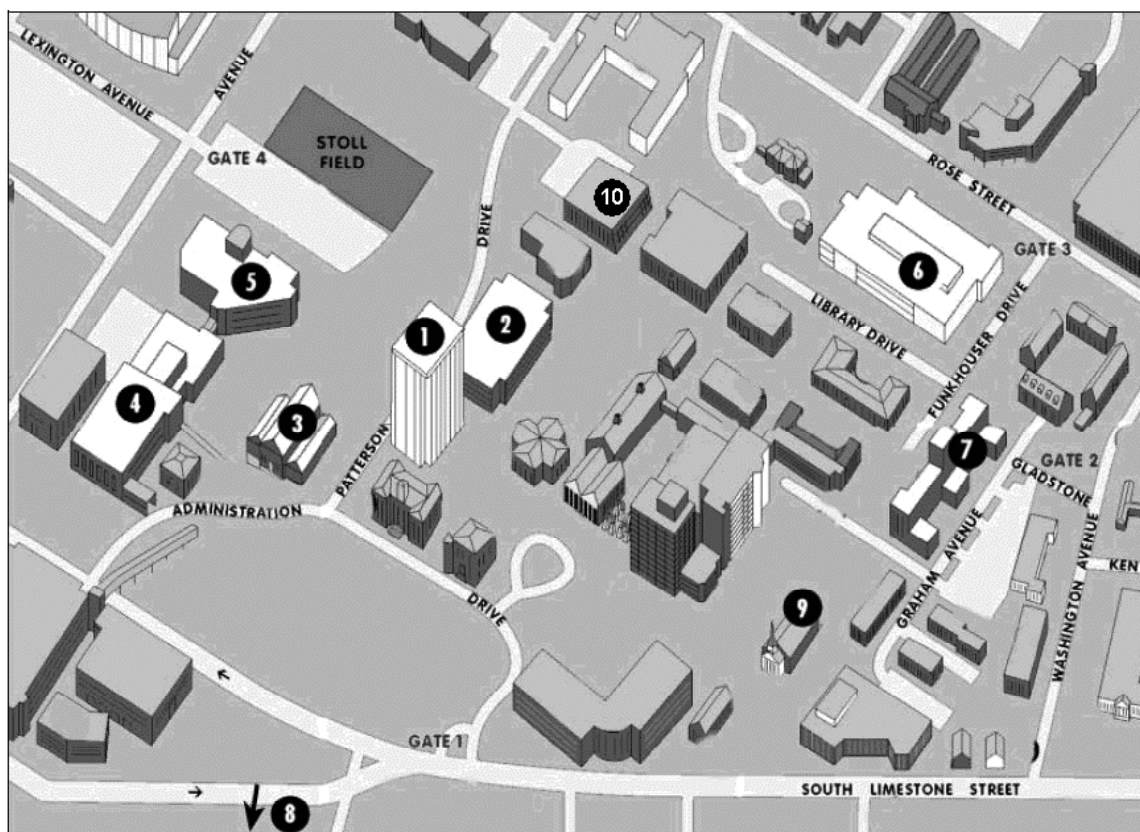 LEXINGTON AVENUE
AVENUE
GATE 4
STOLL
FIELD
ROSE STREET
10
DRIVE
GATE 3
6
5
LIBRARY DRIVE
FUNKHOUSER DRIVE
1
2
4
3
PATTERSON
7
GATE 2
GLADSTONE
ADMINISTRATION
GRAHAM AVENUE
WASHINGTON AVENUE
KEN
DRIVE
9
GATE 1
SOUTH LIMESTONE STREET
8